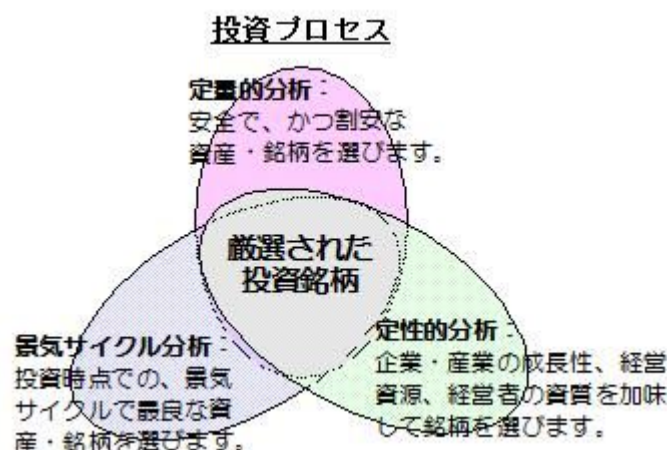 投資プロセス
定量的分析：
安全で、かつ割安な
資産・銘柄を選びます。
厳選された
投資銘柄
景気サイクル分析：
投資時点での、景気
サイクルで最良な資
産・銘柄を選びます。
定性的分析：
企業・産業の成長性、経営
資源、経営者の資質を加味
して銘柄を選びます。